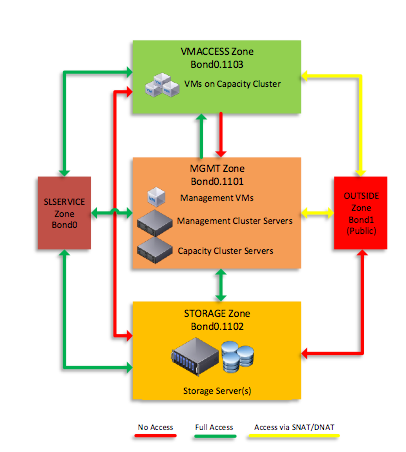 VMACCESS Zone
Bond0.1103
VMs on Capacity Cluster
MGMT Zone
Bond0.1101
Management VMs
Management Cluster Servers
Capacity Cluster Servers
SLSERVICE
Zone
Bond0
OUTSIDE
Zone
Bond1
(Public)
STORAGE Zone
Bond0.1102
Storage Server(s)
No Access
Full Access
Access via SNAT/DNAT